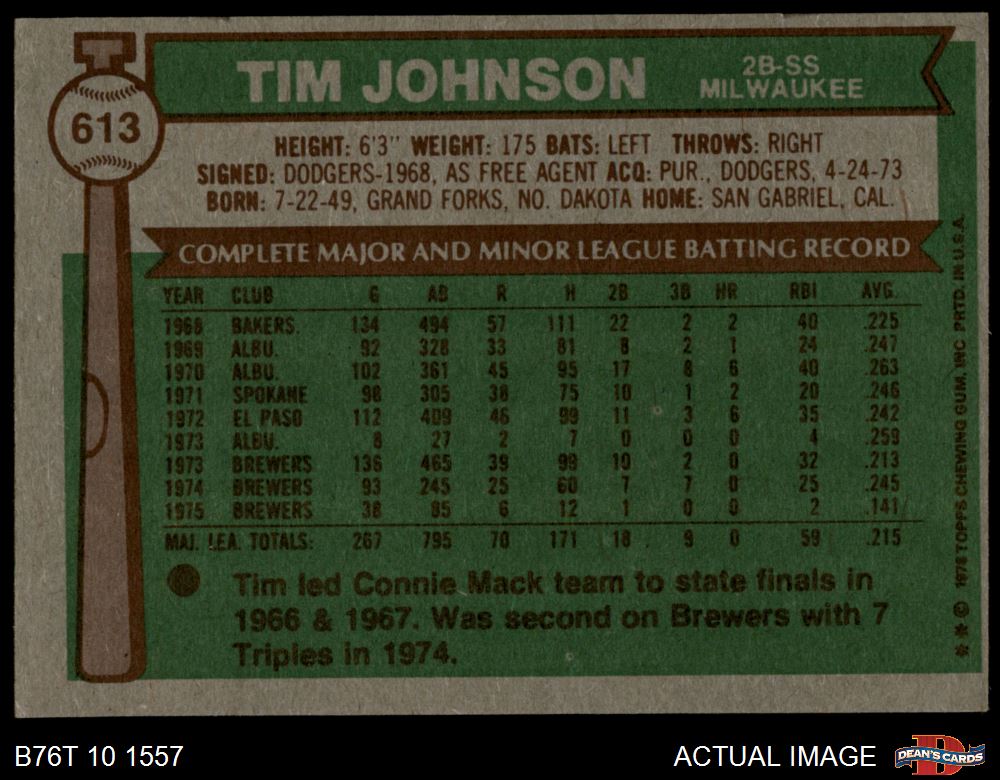 613
TIM JOHNSON
2B-SS
MILWAUKEE
HEIGHT: 6'3" WEIGHT: 175 BATS: LEFT THROWS: RIGHT
SIGNED: DODGERS-1968, AS FREE AGENT ACQ: PUR., DODGERS, 4-24-73
BORN: 7-22-49, GRAND FORKS, NO. DAKOTA HOME: SAN GABRIEL, CAL.
COMPLETE MAJOR AND MINOR LEAGUE BATTING RECORD
YEAR CLUB G AB R H 2B 3B HR RBI AVG.
1968 BAKERS. 134 494 57 111 22 2 2 40 .225
1969 ALBU. 92 328 33 81 8 2 1 24 .247
1970 ALBU. 102 361 45 95 17 8 6 40 .263
1971 SPOKANE 98 305 38 75 10 1 2 20 .246
1972 EL PASO 112 409 46 99 11 3 6 35 .242
1973 ALBU. 8 27 2 7 0 0 0 4 .259
1973 BREWERS 136 465 39 99 10 2 0 32 .213
1974 BREWERS 93 245 25 60 7 7 0 25 .245
1975 BREWERS 38 85 6 12 1 0 0 2 .141
MAJ. LEA. TOTALS: 267 795 70 171 18 9 0 59 .215
Tim led Connie Mack team to state finals in
1966 & 1967. Was second on Brewers with 7
Triples in 1974.
** © 1976 TOPPS CHEWING GUM, INC PRTD. IN U.S.A.
B76T 10 1557
ACTUAL IMAGE
DEAN'S CARDS